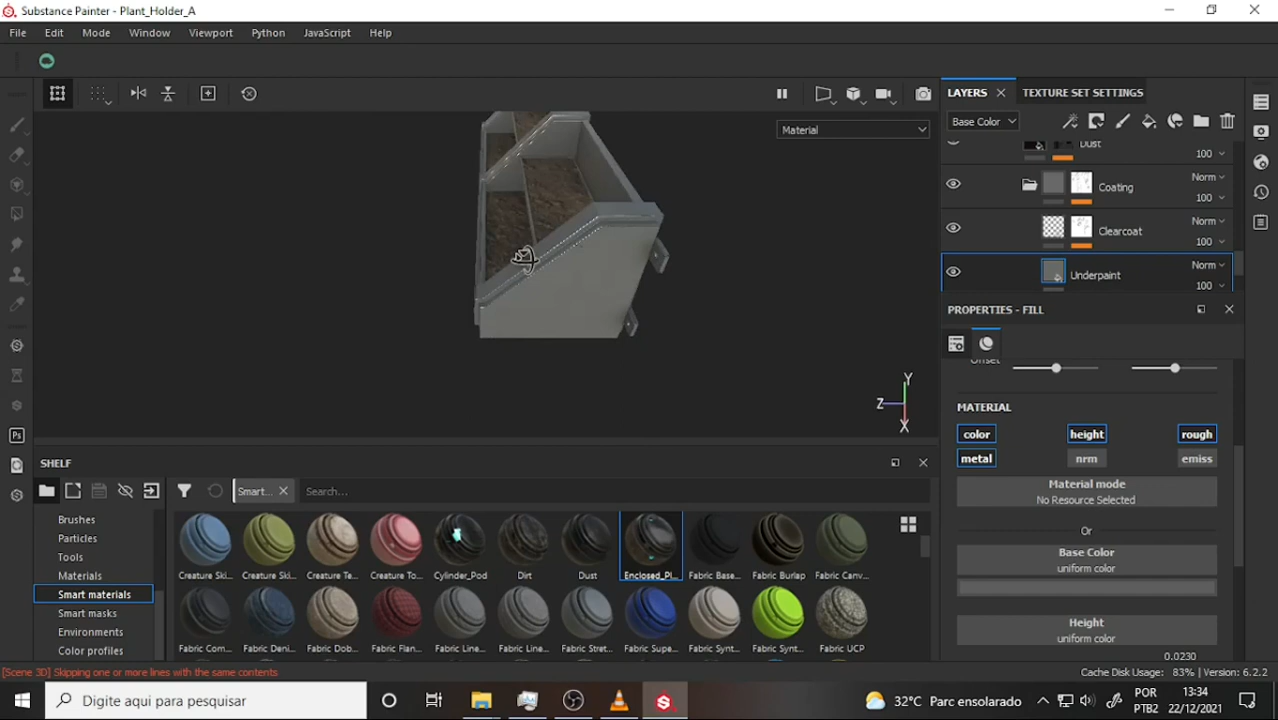 Substance Painter - Plant_Holder_A
File Edit Mode Window Viewport Python JavaScript Help
LAYERS TEXTURE SET SETTINGS
Base Color
Material
Dust
100
Coating Norm
100
Clearcoat Norm
100
Underpaint Norm
100
PROPERTIES - FILL
Offset
MATERIAL
color height rough
metal nrm emiss
Material mode
No Resource Selected
Or
Base Color
uniform color
Height
uniform color
0.0230
Y
Z
X
SHELF
Smart... Search...
Brushes
Particles
Tools
Materials
Smart materials
Smart masks
Environments
Color profiles
Creature Ski... Creature Ski... Creature Te... Creature To... Cylinder_Pod Dirt Dust Enclosed_Pl... Fabric Base... Fabric Burlap Fabric Canv...
Fabric Com... Fabric Deni... Fabric Dob... Fabric Flan... Fabric Line... Fabric Line... Fabric Stret... Fabric Supe... Fabric Synt... Fabric Synt... Fabric UCP
[Scene 3D] Skipping one or more lines with the same contents
Cache Disk Usage: 83% | Version: 6.2.2
Digite aqui para pesquisar
32°C Parc ensolarado
POR
PTB2
13:34
22/12/2021
Ps